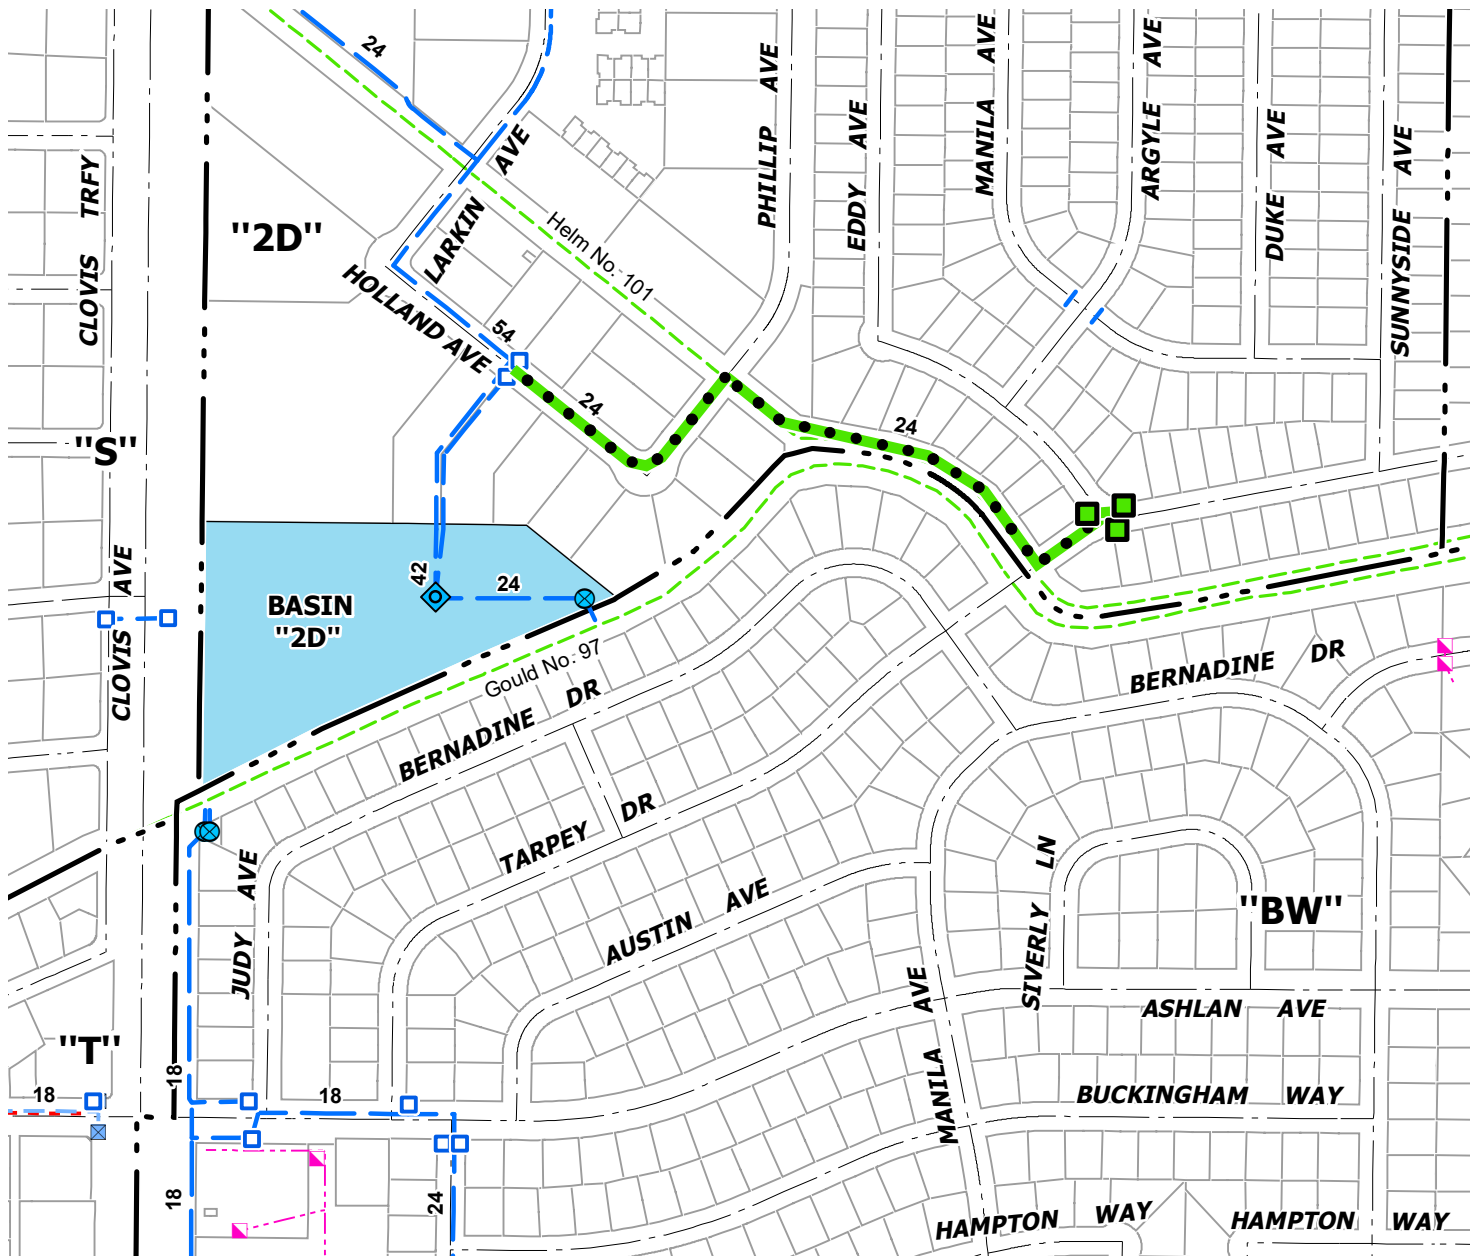 24
CLOVIS TRFY
"2D"
LARKIN AVE
HOLLAND AVE
54
Helm No. 101
PHILLIP AVE
EDDY AVE
MANILA AVE
ARGYLE AVE
DUKE AVE
SUNNYSIDE AVE
24
24
"S"
CLOVIS AVE
42
24
BASIN
"2D"
Gould No. 97
BERNADINE DR
BERNADINE DR
TARPEY DR
JUDY AVE
AUSTIN AVE
MANILA AVE
SIVERLY LN
"BW"
ASHLAN AVE
"T"
18
18
18
BUCKINGHAM WAY
MANILA
18
24
HAMPTON WAY
HAMPTON WAY